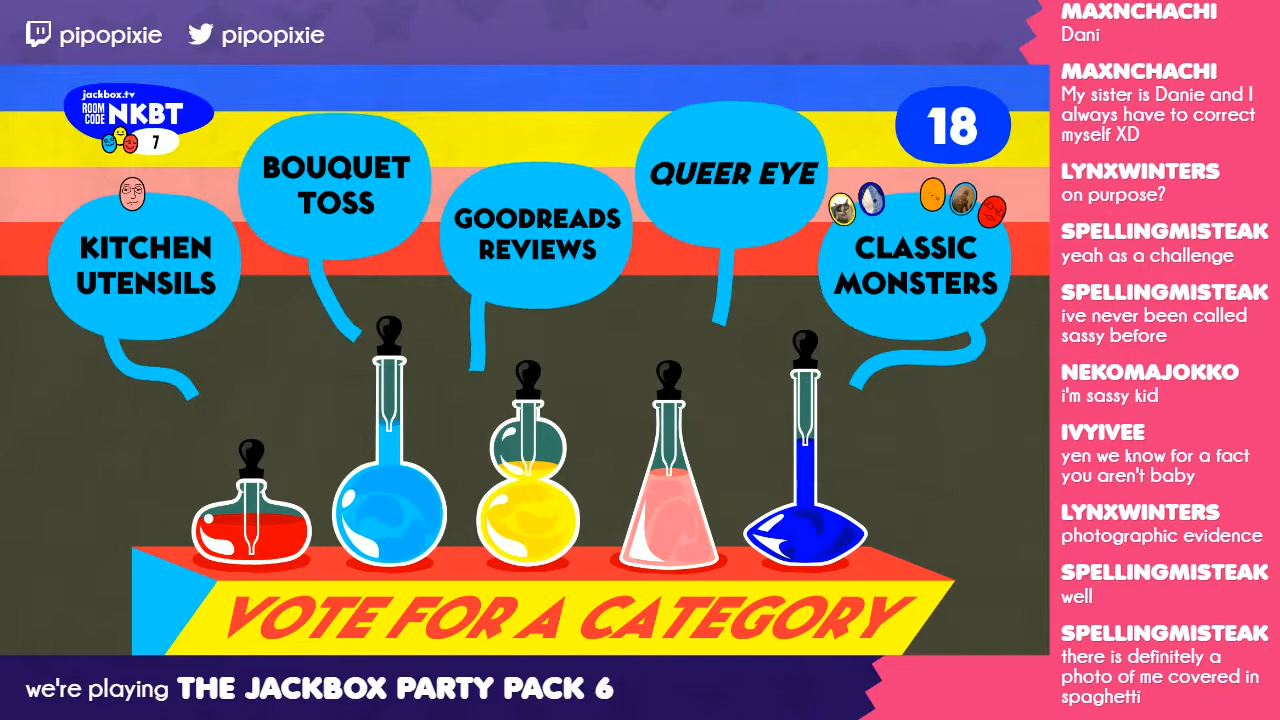 pipopixie pipopixie
jackbox.tv
ROOM
CODE NKBT
7
18
KITCHEN
UTENSILS
BOUQUET
TOSS
GOODREADS
REVIEWS
QUEER EYE
CLASSIC
MONSTERS
VOTE FOR A CATEGORY
we're playing THE JACKBOX PARTY PACK 6
MAXNCHACHI
Dani
MAXNCHACHI
My sister is Danie and I
always have to correct
myself XD
LYNXWINTERS
on purpose?
SPELLINGMISTEAK
yeah as a challenge
SPELLINGMISTEAK
ive never been called
sassy before
NEKOMAJOKKO
i'm sassy kid
IVYIVEE
yen we know for a fact
you aren't baby
LYNXWINTERS
photographic evidence
SPELLINGMISTEAK
well
SPELLINGMISTEAK
there is definitely a
photo of me covered in
spaghetti